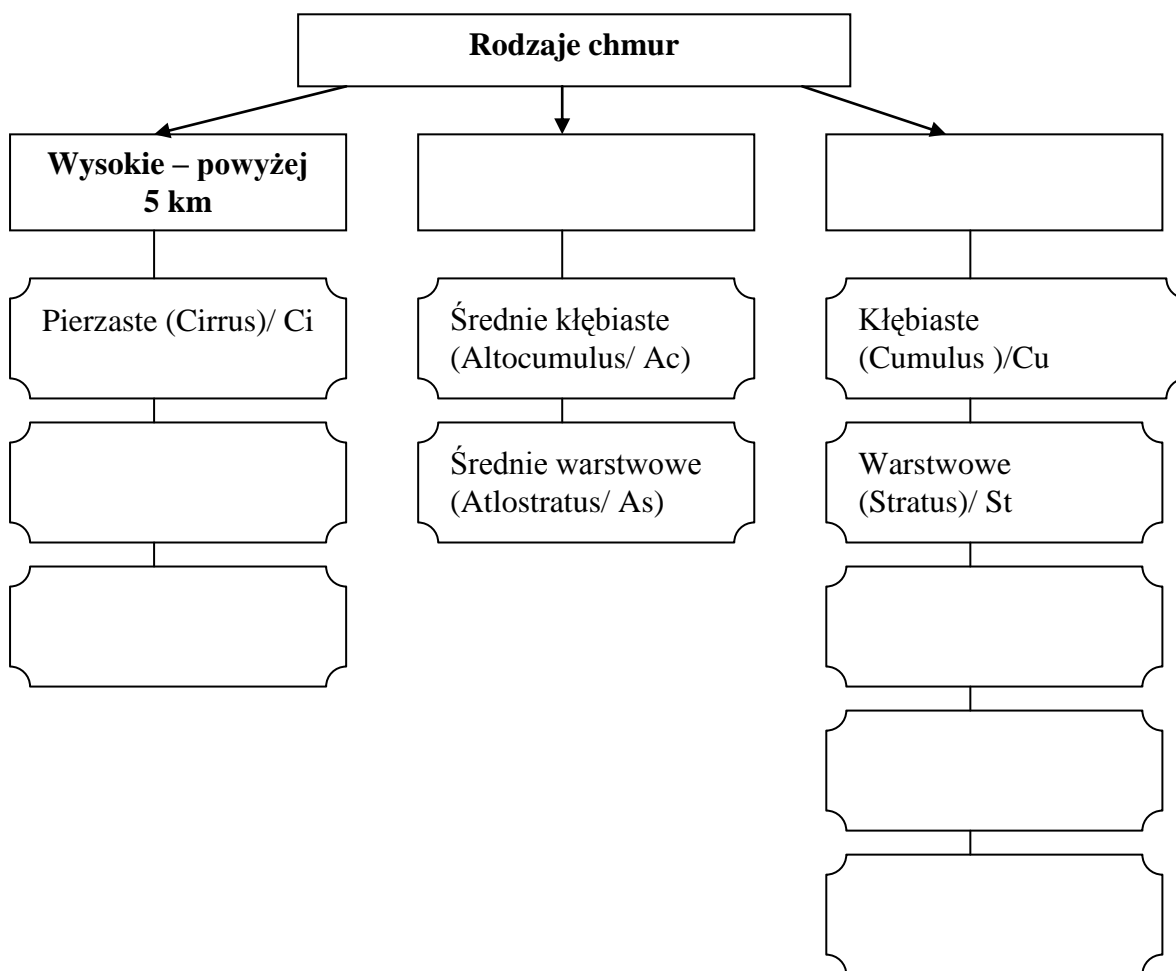 Rodzaje chmur
Wysokie – powyżej
5 km
Pierzaste (Cirrus)/ Ci
Średnie kłębiaste
(Altocumulus/ Ac)
Średnie warstwowe
(Atlostratus/ As)
Kłębiaste
(Cumulus )/Cu
Warstwowe
(Stratus)/ St